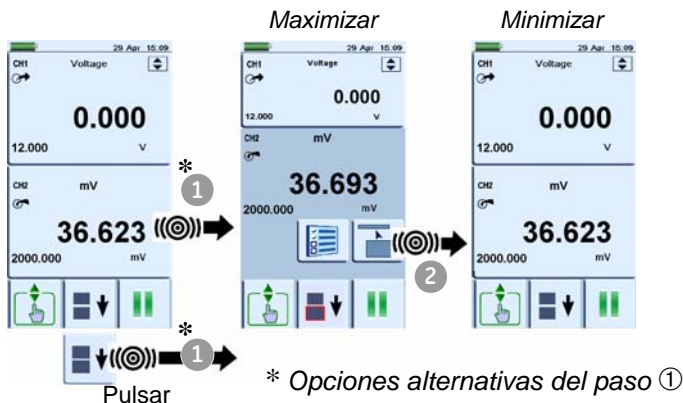 Maximizar
Minimizar
29 Apr 15.09
CH1 Voltage
0.000
12.000 V
CH2 mV
36.623
2000.000 mV
* 1
29 Apr 15.09
CH1 Voltage
0.000
12.000 V
CH2 mV
36.693
2000.000 mV
2
29 Apr 15.09
CH1 Voltage
0.000
12.000 V
CH2 mV
36.623
2000.000 mV
* 1
Pulsar
* Opciones alternativas del paso ①